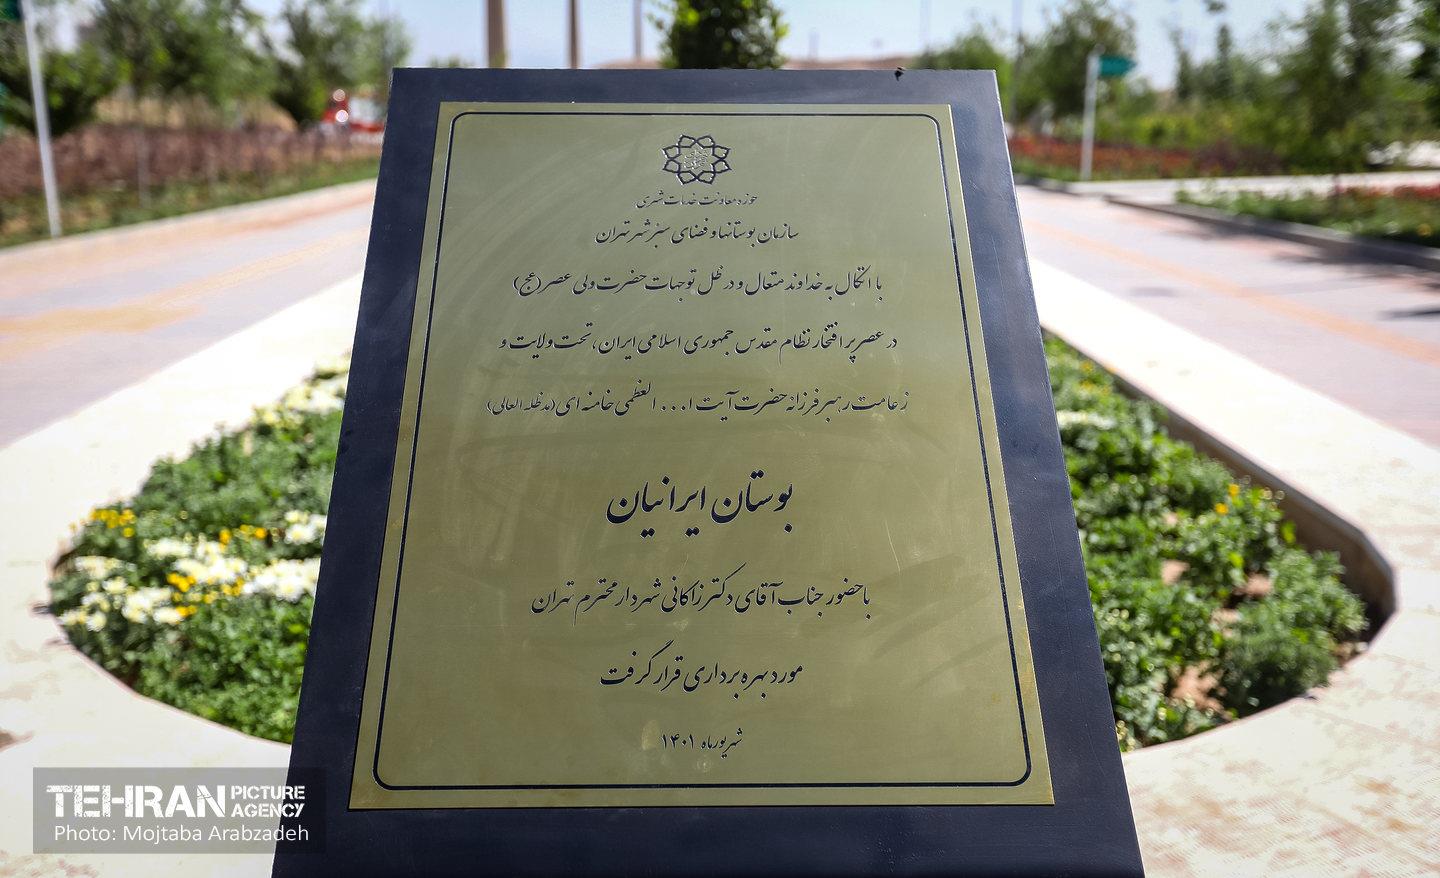 حوزه معاونت خدمات شهری
سازمان بوستانها و فضای سبز شهر تهران
با اتکال به خداوند متعال و در ظل توجهات حضرت ولی عصر (عج)
در عصر پر افتخار نظام مقدس جمهوری اسلامی ایران، تحت ولایت و
زعامت رهبر فرزانه حضرت آیت ا... العظمی خامنه ای (مدظله العالی)
بوستان ایرانیان
با حضور جناب آقای دکتر زاکانی شهردار محترم تهران
مورد بهره برداری قرار گرفت
شهریور ماه ۱۴۰۱
TEHRAN PICTURE AGENCY
Photo: Mojtaba Arabzadeh